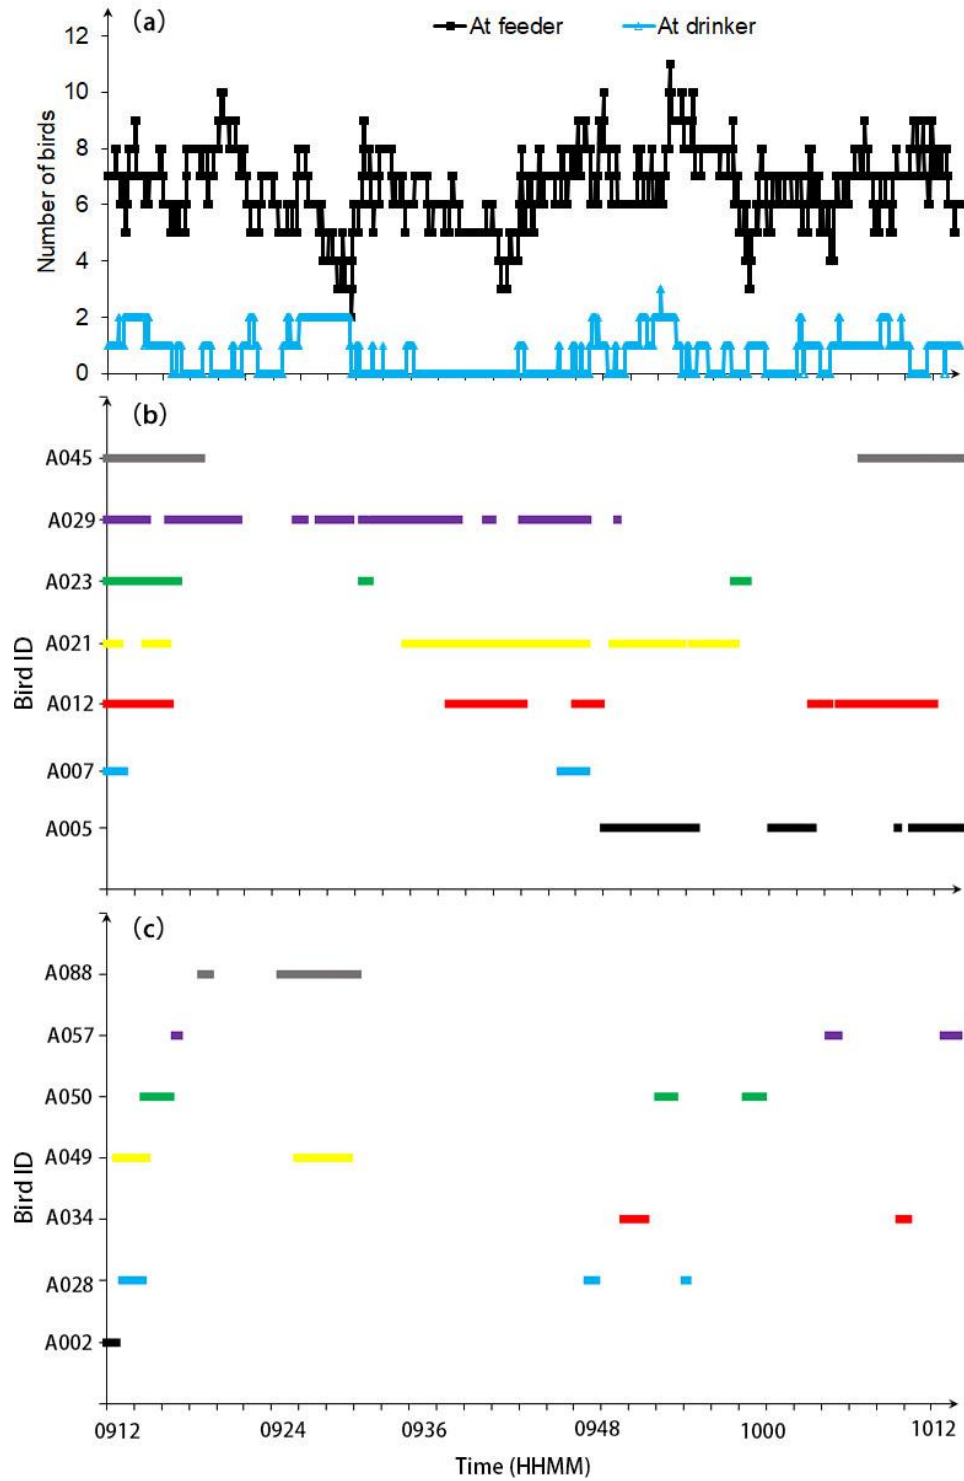 (a)
At feeder
At drinker
12
10
8
6
4
2
0
Number of birds
(b)
A045
A029
A023
A021
A012
A007
A005
Bird ID
(c)
A088
A057
A050
A049
A034
A028
A002
Bird ID
0912 0924 0936 0948 1000 1012
Time (HHMM)